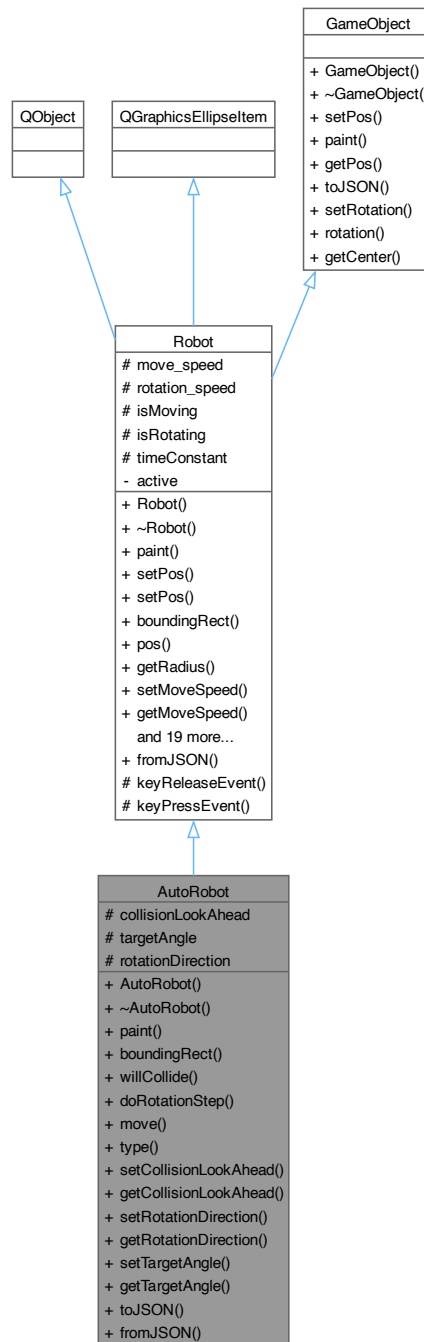 GameObject
+ GameObject()
+ ~GameObject()
+ setPos()
+ paint()
+ getPos()
+ toJSON()
+ setRotation()
+ rotation()
+ getCenter()
QObject
QGraphicsEllipseItem
Robot
# move_speed
# rotation_speed
# isMoving
# isRotating
# timeConstant
- active
+ Robot()
+ ~Robot()
+ paint()
+ setPos()
+ setPos()
+ boundingRect()
+ pos()
+ getRadius()
+ setMoveSpeed()
+ getMoveSpeed()
and 19 more...
+ fromJSON()
# keyReleaseEvent()
# keyPressEvent()
AutoRobot
# collisionLookAhead
# targetAngle
# rotationDirection
+ AutoRobot()
+ ~AutoRobot()
+ paint()
+ boundingRect()
+ willCollide()
+ doRotationStep()
+ move()
+ type()
+ setCollisionLookAhead()
+ getCollisionLookAhead()
+ setRotationDirection()
+ getRotationDirection()
+ setTargetAngle()
+ getTargetAngle()
+ toJSON()
+ fromJSON()